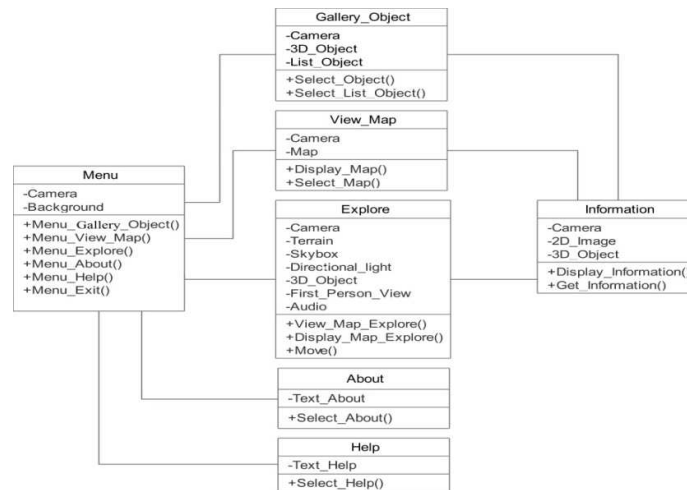 Gallery_Object
-Camera
-3D_Object
-List_Object
+Select_Object()
+Select_List_Object()
View_Map
-Camera
-Map
+Display_Map()
+Select_Map()
Menu
-Camera
-Background
+Menu_Gallery_Object()
+Menu_View_Map()
+Menu_Explore()
+Menu_About()
+Menu_Help()
+Menu_Exit()
Explore
-Camera
-Terrain
-Skybox
-Directional_light
-3D_Object
-First_Person_View
-Audio
+View_Map_Explore()
+Display_Map_Explore()
+Move()
Information
-Camera
-2D_Image
-3D_Object
+Display_Information()
+Get_Information()
About
-Text_About
+Select_About()
Help
-Text_Help
+Select_Help()